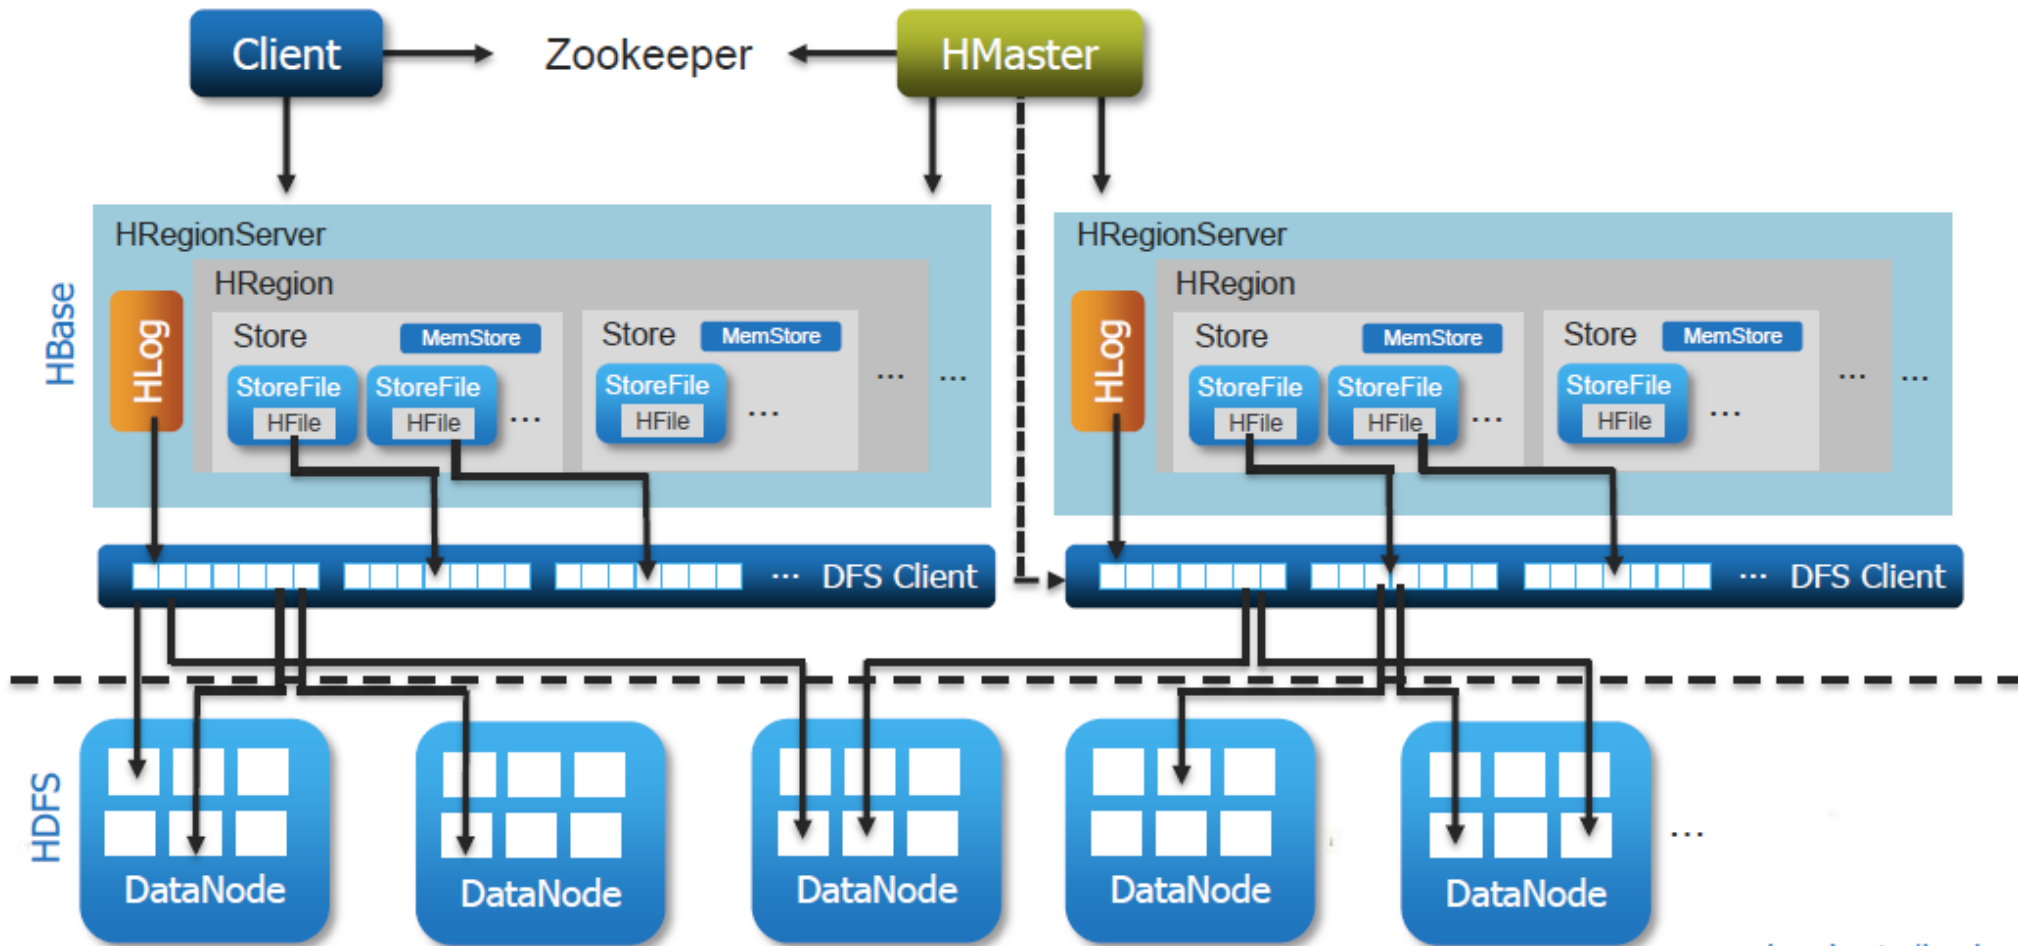 Client
Zookeeper
HMaster
HBase
HRegionServer
HLog
HRegion
Store
MemStore
StoreFile
HFile
StoreFile
HFile
...
Store
MemStore
StoreFile
HFile
...
...
...
... DFS Client
HRegionServer
HLog
HRegion
Store
MemStore
StoreFile
HFile
StoreFile
HFile
...
Store
MemStore
StoreFile
HFile
...
...
...
... DFS Client
HDFS
DataNode
DataNode
DataNode
DataNode
DataNode
...